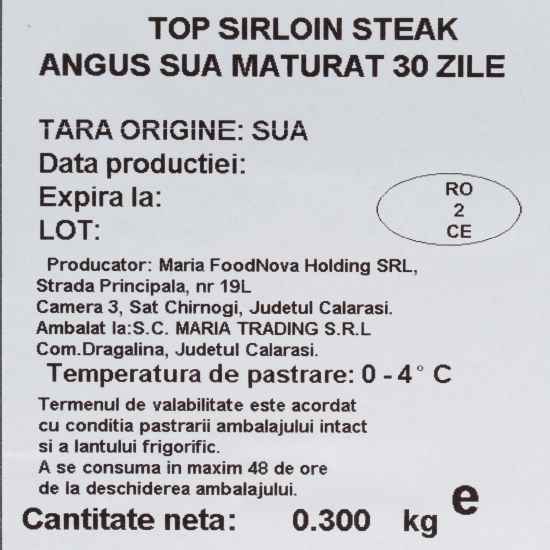 TOP SIRLOIN STEAK
ANGUS SUA MATURAT 30 ZILE
TARA ORIGINE: SUA
Data productiei:
Expira la:
LOT:
RO
2
CE
Producator: Maria FoodNova Holding SRL,
Strada Principala, nr 19L
Camera 3, Sat Chirnogi, Judetul Calarasi.
Ambalat la:S.C. MARIA TRADING S.R.L
Com.Dragalina, Judetul Calarasi.
Temperatura de pastrare: 0 - 4° C
Termenul de valabilitate este acordat
cu conditia pastrarii ambalajului intact
si a lantului frigorific.
A se consuma in maxim 48 de ore
de la deschiderea ambalajului.
Cantitate neta: 0.300 kg e